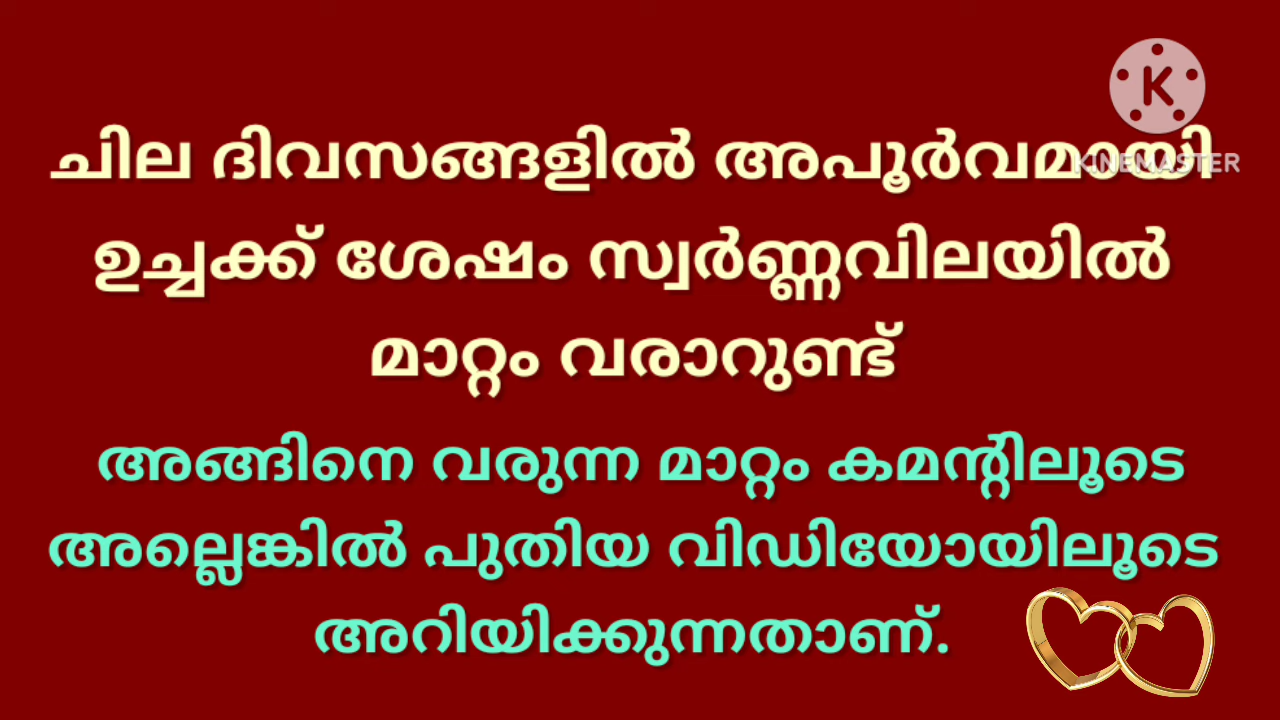 K
KINEMASTER
ചില ദിവസങ്ങളിൽ അപൂർവമായി
ഉച്ചക്ക് ശേഷം സ്വർണ്ണവിലയിൽ
മാറ്റം വരാറുണ്ട്
അങ്ങിനെ വരുന്ന മാറ്റം കമന്റിലൂടെ
അല്ലെങ്കിൽ പുതിയ വിഡിയോയിലൂടെ
അറിയിക്കുന്നതാണ്.